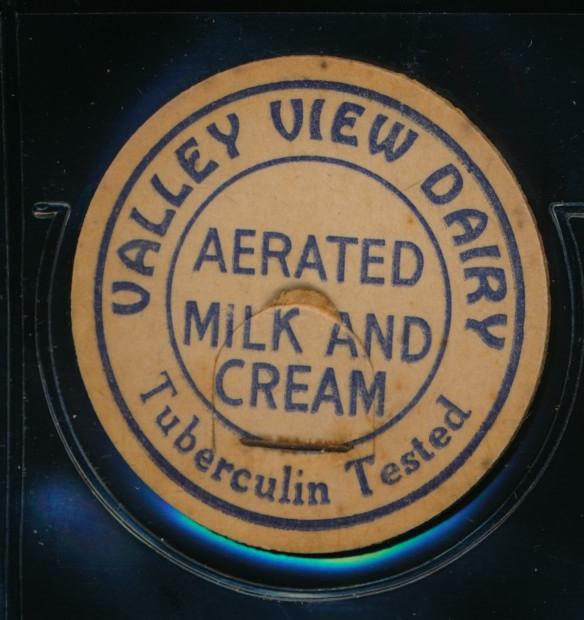 VALLEY VIEW DAIRY
AERATED
MILK AND
CREAM
Tuberculin Tested